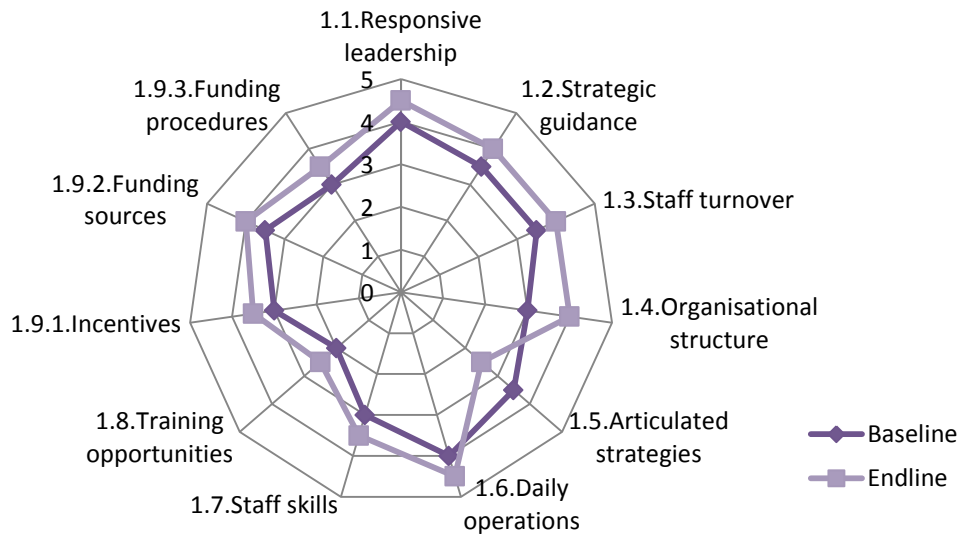 1.1.Responsive
leadership
1.2.Strategic
guidance
1.3.Staff turnover
1.4.Organisational
structure
1.5.Articulated
strategies
1.6.Daily
operations
1.7.Staff skills
1.8.Training
opportunities
1.9.1.Incentives
1.9.2.Funding
sources
1.9.3.Funding
procedures
5
4
3
2
1
0
Baseline
Endline